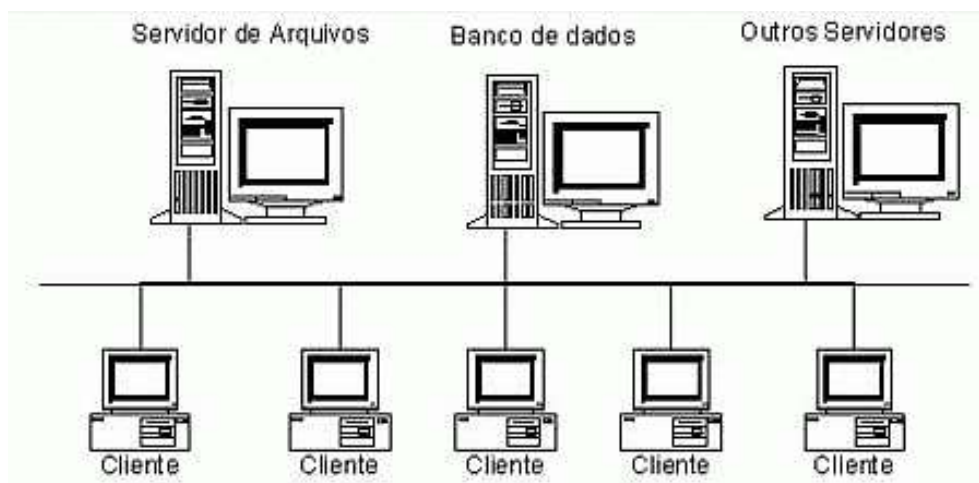 Servidor de Arquivos
Banco de dados
Outros Servidores
Cliente
Cliente
Cliente
Cliente
Cliente